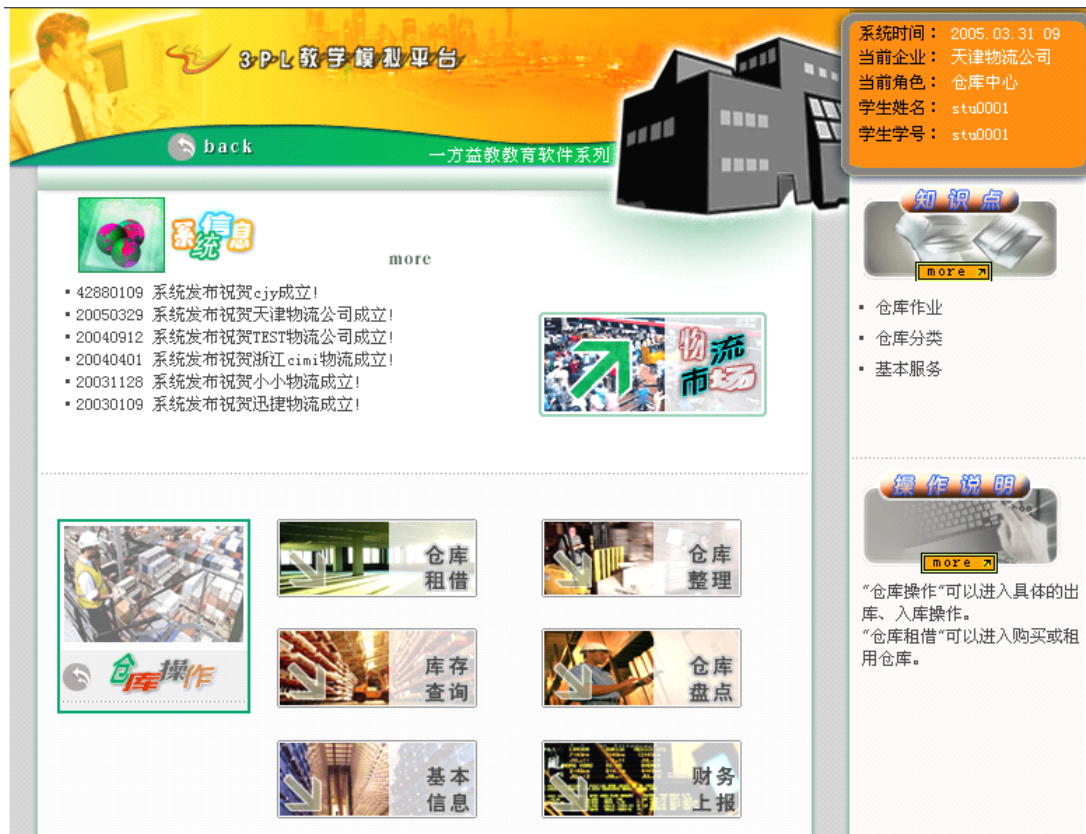 3·P·L教学模拟平台
back
一方益教教育软件系列
系统时间： 2005.03.31 09
当前企业： 天津物流公司
当前角色： 仓库中心
学生姓名： stu0001
学生学号： stu0001
系统信息
more
42880109 系统发布祝贺cjy成立!
20050329 系统发布祝贺天津物流公司成立!
20040912 系统发布祝贺TEST物流公司成立!
20040401 系统发布祝贺浙江cimi物流成立!
20031128 系统发布祝贺小小物流成立!
20030109 系统发布祝贺迅捷物流成立!
物流
市场
知识点
more
仓库作业
仓库分类
基本服务
仓库操作
仓库
租借
仓库
整理
库存
查询
仓库
盘点
基本
信息
财务
上报
操作说明
more
“仓库操作“可以进入具体的出
库、入库操作。
“仓库租借“可以进入购买或租
用仓库。